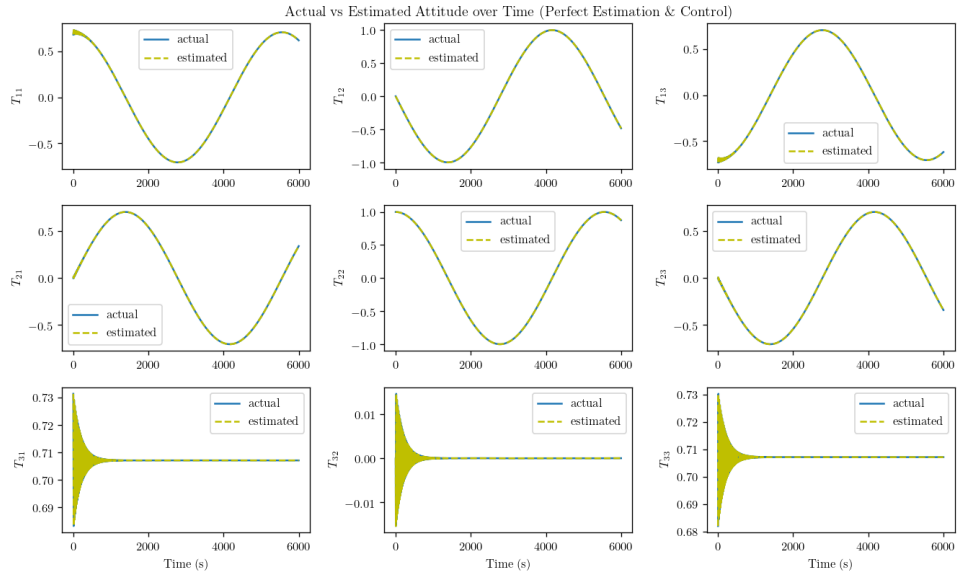 Actual vs Estimated Attitude over Time (Perfect Estimation & Control)
T11
0.5
0.0
−0.5
actual
estimated
0 2000 4000 6000
T12
1.0
0.5
0.0
−0.5
−1.0
actual
estimated
0 2000 4000 6000
T13
0.5
0.0
−0.5
actual
estimated
0 2000 4000 6000
T21
0.5
0.0
−0.5
actual
estimated
0 2000 4000 6000
T22
1.0
0.5
0.0
−0.5
−1.0
actual
estimated
0 2000 4000 6000
T23
0.5
0.0
−0.5
actual
estimated
0 2000 4000 6000
T31
0.73
0.72
0.71
0.70
0.69
actual
estimated
0 2000 4000 6000
Time (s)
T32
0.01
0.00
−0.01
actual
estimated
0 2000 4000 6000
Time (s)
T33
0.73
0.72
0.71
0.70
0.69
0.68
actual
estimated
0 2000 4000 6000
Time (s)